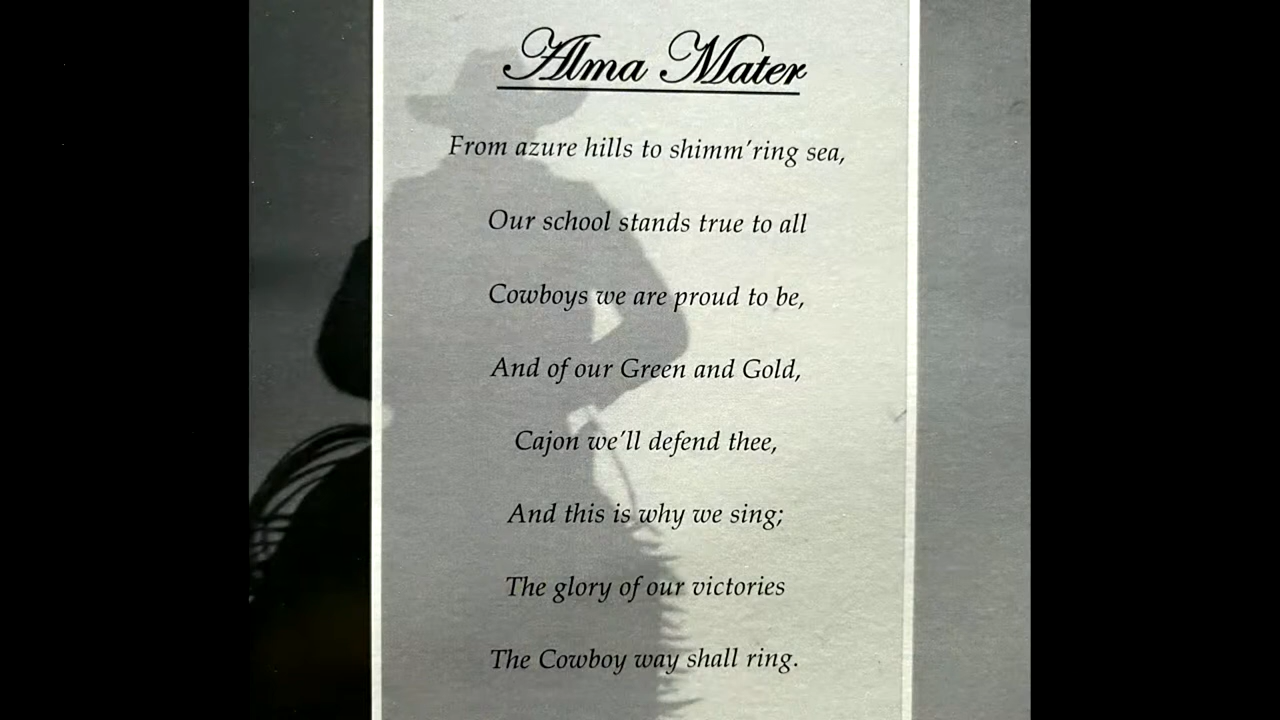 Alma Mater
From azure hills to shimm'ring sea,
Our school stands true to all
Cowboys we are proud to be,
And of our Green and Gold,
Cajon we'll defend thee,
And this is why we sing;
The glory of our victories
The Cowboy way shall ring.